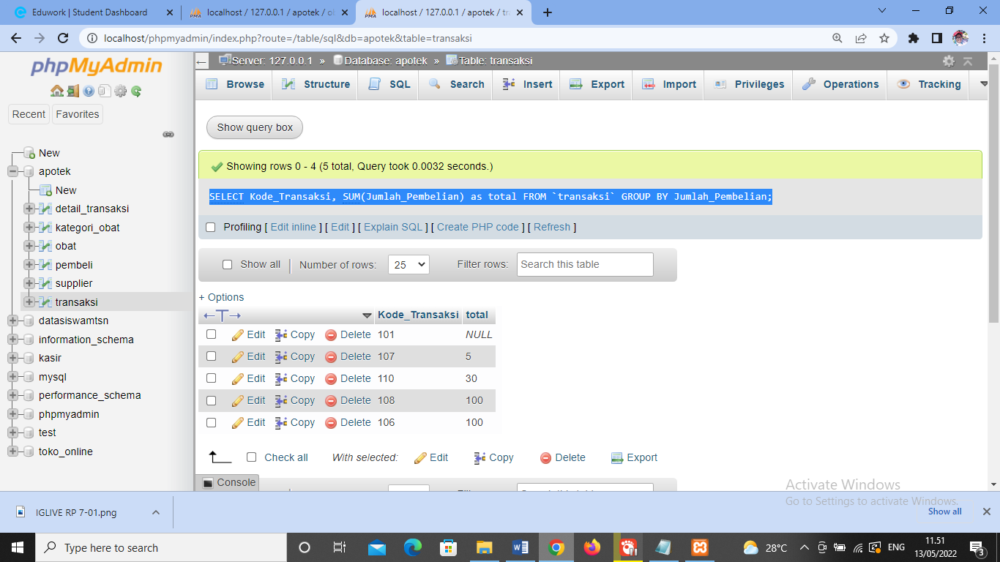 Eduwork | Student Dashboard
localhost / 127.0.0.1 / apotek / o
localhost / 127.0.0.1 / apotek / tr
localhost/phpmyadmin/index.php?route=/table/sql&db=apotek&table=transaksi
phpMyAdmin
Recent
Favorites
New
apotek
New
detail_transaksi
kategori_obat
obat
pembeli
supplier
transaksi
datasiswamtsn
information_schema
kasir
mysql
performance_schema
phpmyadmin
test
toko_online
Server: 127.0.0.1 » Database: apotek » Table: transaksi
Browse Structure SQL Search Insert Export Import Privileges Operations Tracking
Show query box
Showing rows 0 - 4 (5 total, Query took 0.0032 seconds.)
SELECT Kode_Transaksi, SUM(Jumlah_Pembelian) as total FROM `transaksi` GROUP BY Jumlah_Pembelian;
Profiling [ Edit inline ] [ Edit ] [ Explain SQL ] [ Create PHP code ] [ Refresh ]
Show all | Number of rows: 25 Filter rows: Search this table
+ Options
Kode_Transaksi total
Edit Copy Delete 101 NULL
Edit Copy Delete 107 5
Edit Copy Delete 110 30
Edit Copy Delete 108 100
Edit Copy Delete 106 100
Check all With selected: Edit Copy Delete Export
Console
Activate Windows
Go to Settings to activate Windows.
IGLIVE RP 7-01.png
Show all
Type here to search
28°C
ENG
11.51
13/05/2022
3